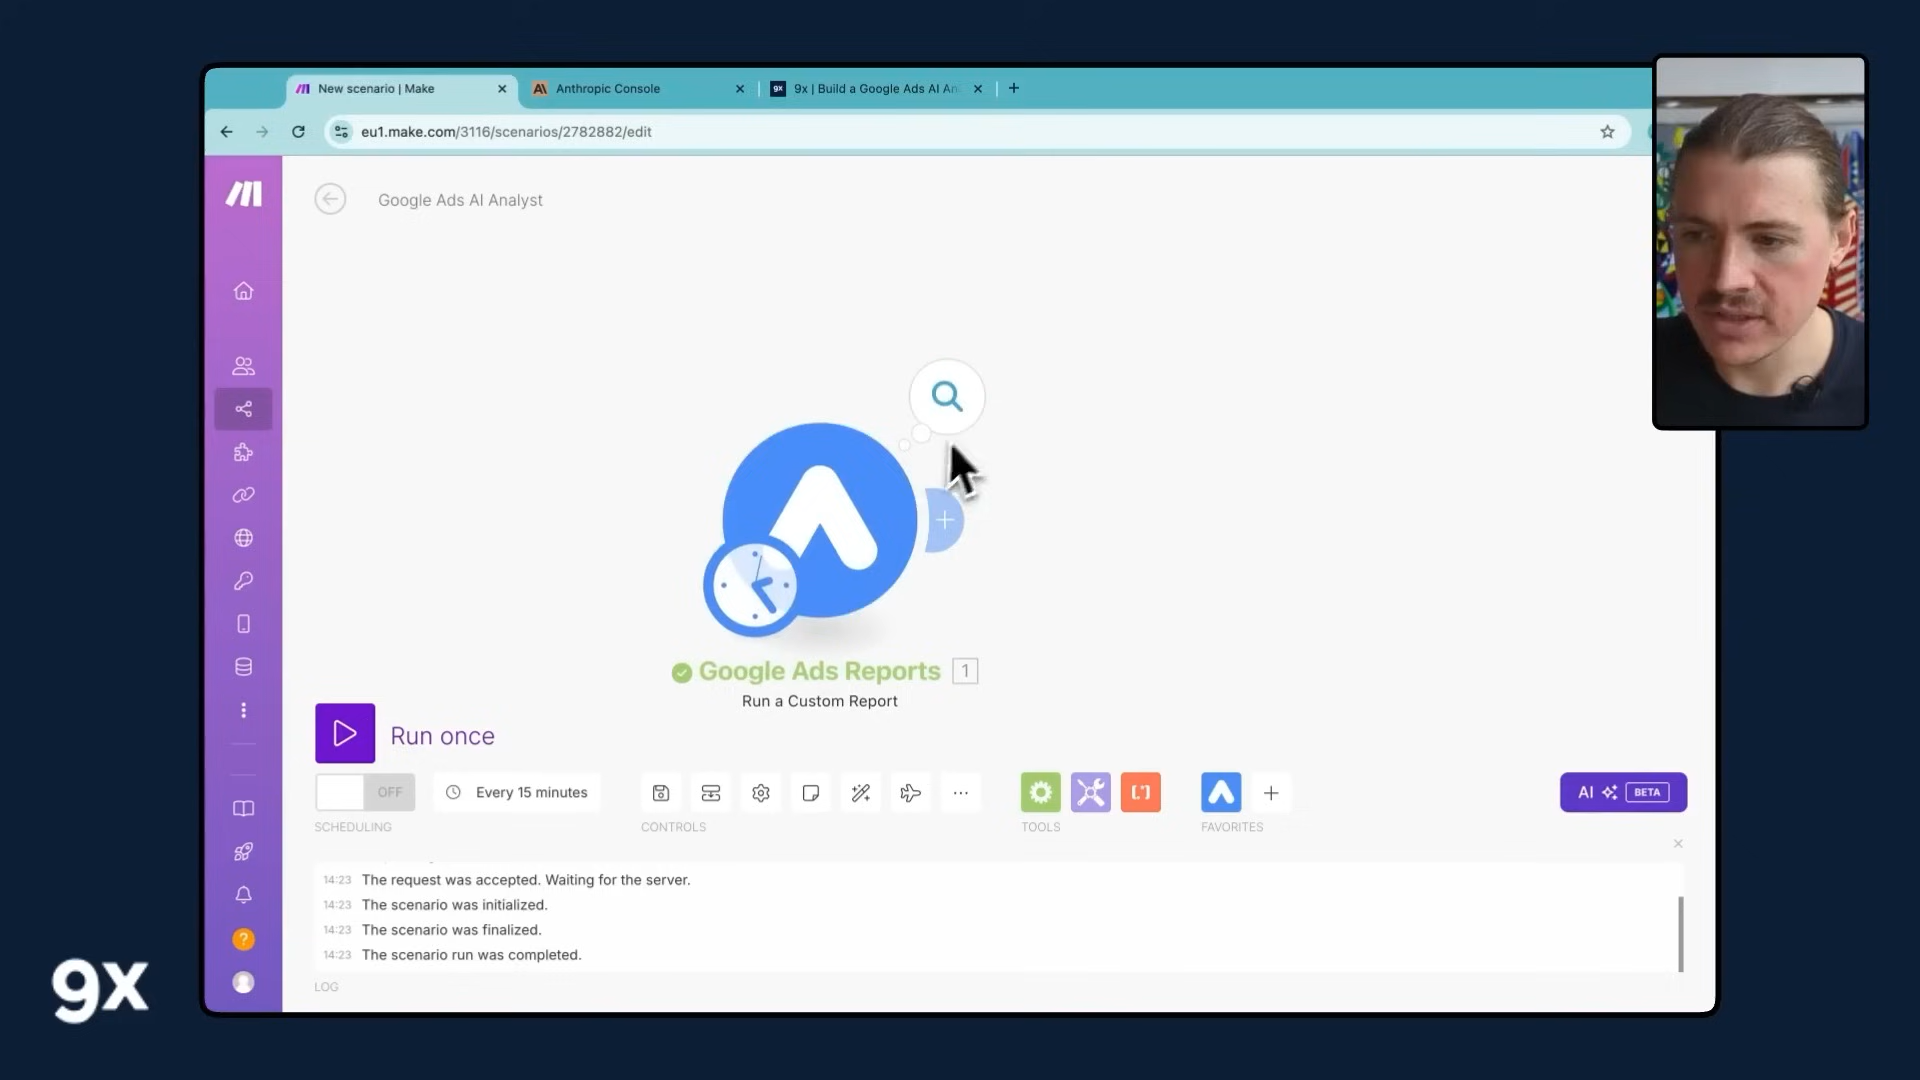 New scenario | Make
Anthropic Console
9x | Build a Google Ads AI An
eu1.make.com/3116/scenarios/2782882/edit
Google Ads AI Analyst
Google Ads Reports 1
Run a Custom Report
Run once
OFF
Every 15 minutes
AI BETA
SCHEDULING
CONTROLS
TOOLS
FAVORITES
14:23 The request was accepted. Waiting for the server.
14:23 The scenario was initialized.
14:23 The scenario was finalized.
14:23 The scenario run was completed.
LOG
9x